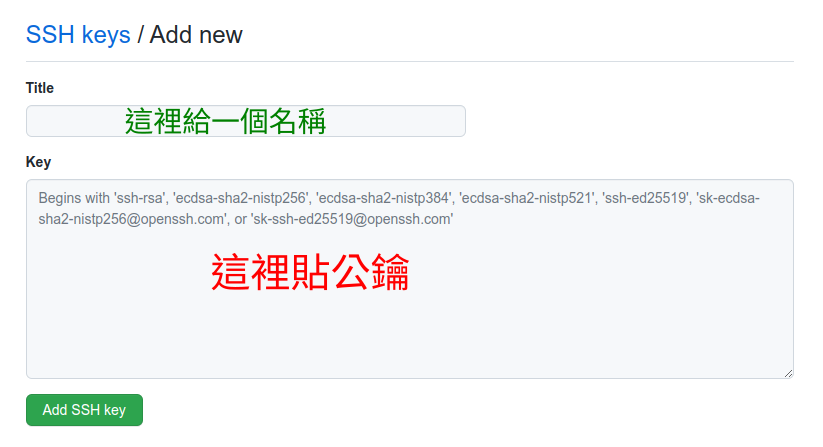 SSH keys / Add new
Title
這裡給一個名稱
Key
Begins with 'ssh-rsa', 'ecdsa-sha2-nistp256', 'ecdsa-sha2-nistp384', 'ecdsa-sha2-nistp521', 'ssh-ed25519', 'sk-ecdsa-
sha2-nistp256@openssh.com', or 'sk-ssh-ed25519@openssh.com'
這裡貼公鑰
Add SSH key